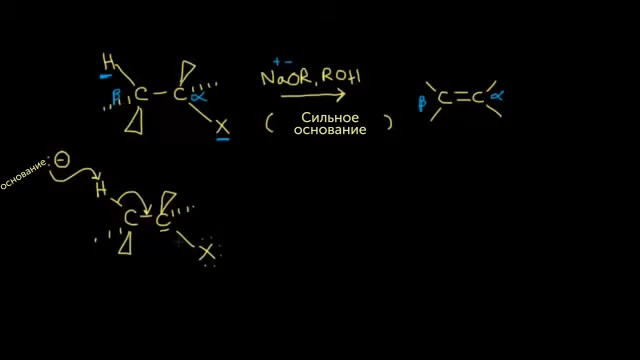 H
β C – C α
X
+ -
NaOR, ROH
( Сильное
основание )
β C = C α
основание: ⊖
H
C C
X